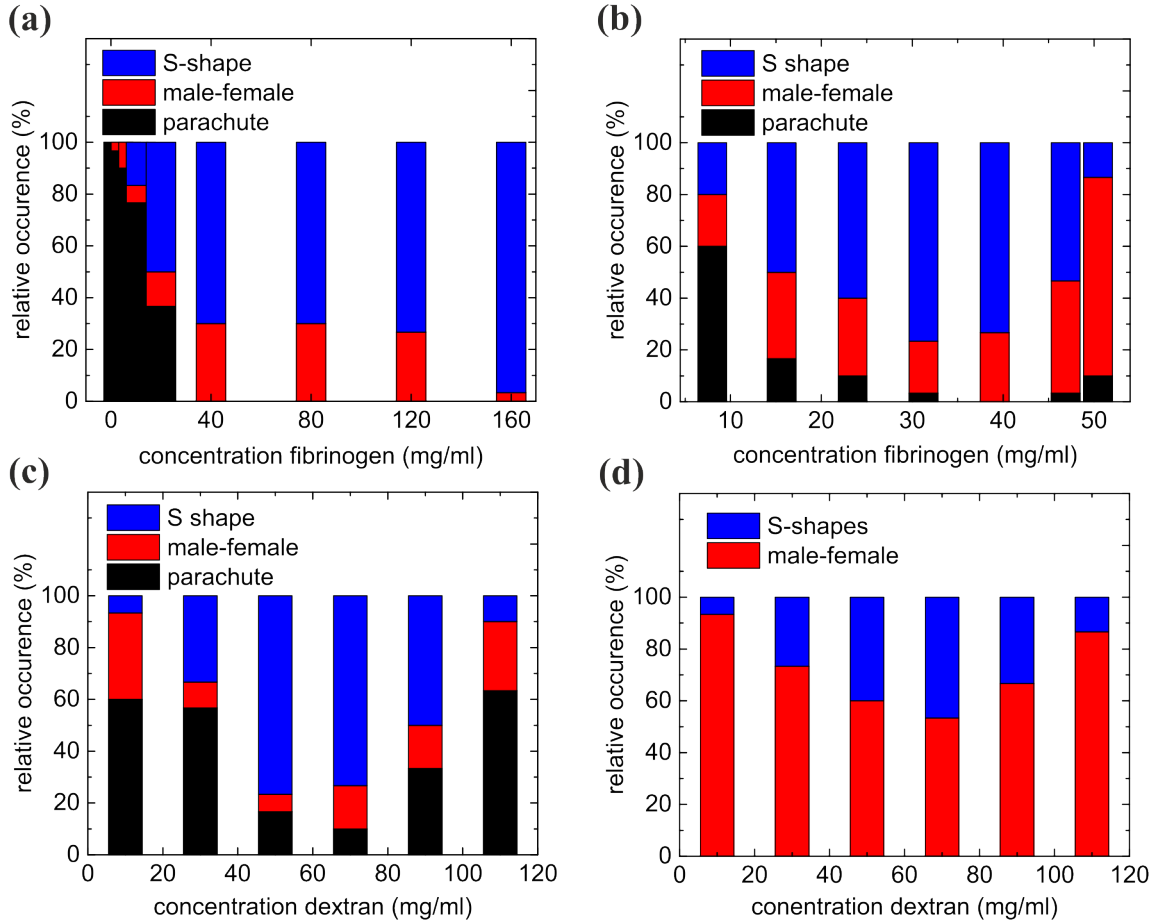 (a)
S-shape
male-female
parachute
relative occurence (%)
100
80
60
40
20
0
0 40 80 120 160
concentration fibrinogen (mg/ml)
(b)
S shape
male-female
parachute
relative occurence (%)
100
80
60
40
20
0
10 20 30 40 50
concentration fibrinogen (mg/ml)
(c)
S shape
male-female
parachute
relative occurence (%)
100
80
60
40
20
0
0 20 40 60 80 100 120
concentration dextran (mg/ml)
(d)
S-shapes
male-female
relative occurence (%)
100
80
60
40
20
0
0 20 40 60 80 100 120
concentration dextran (mg/ml)